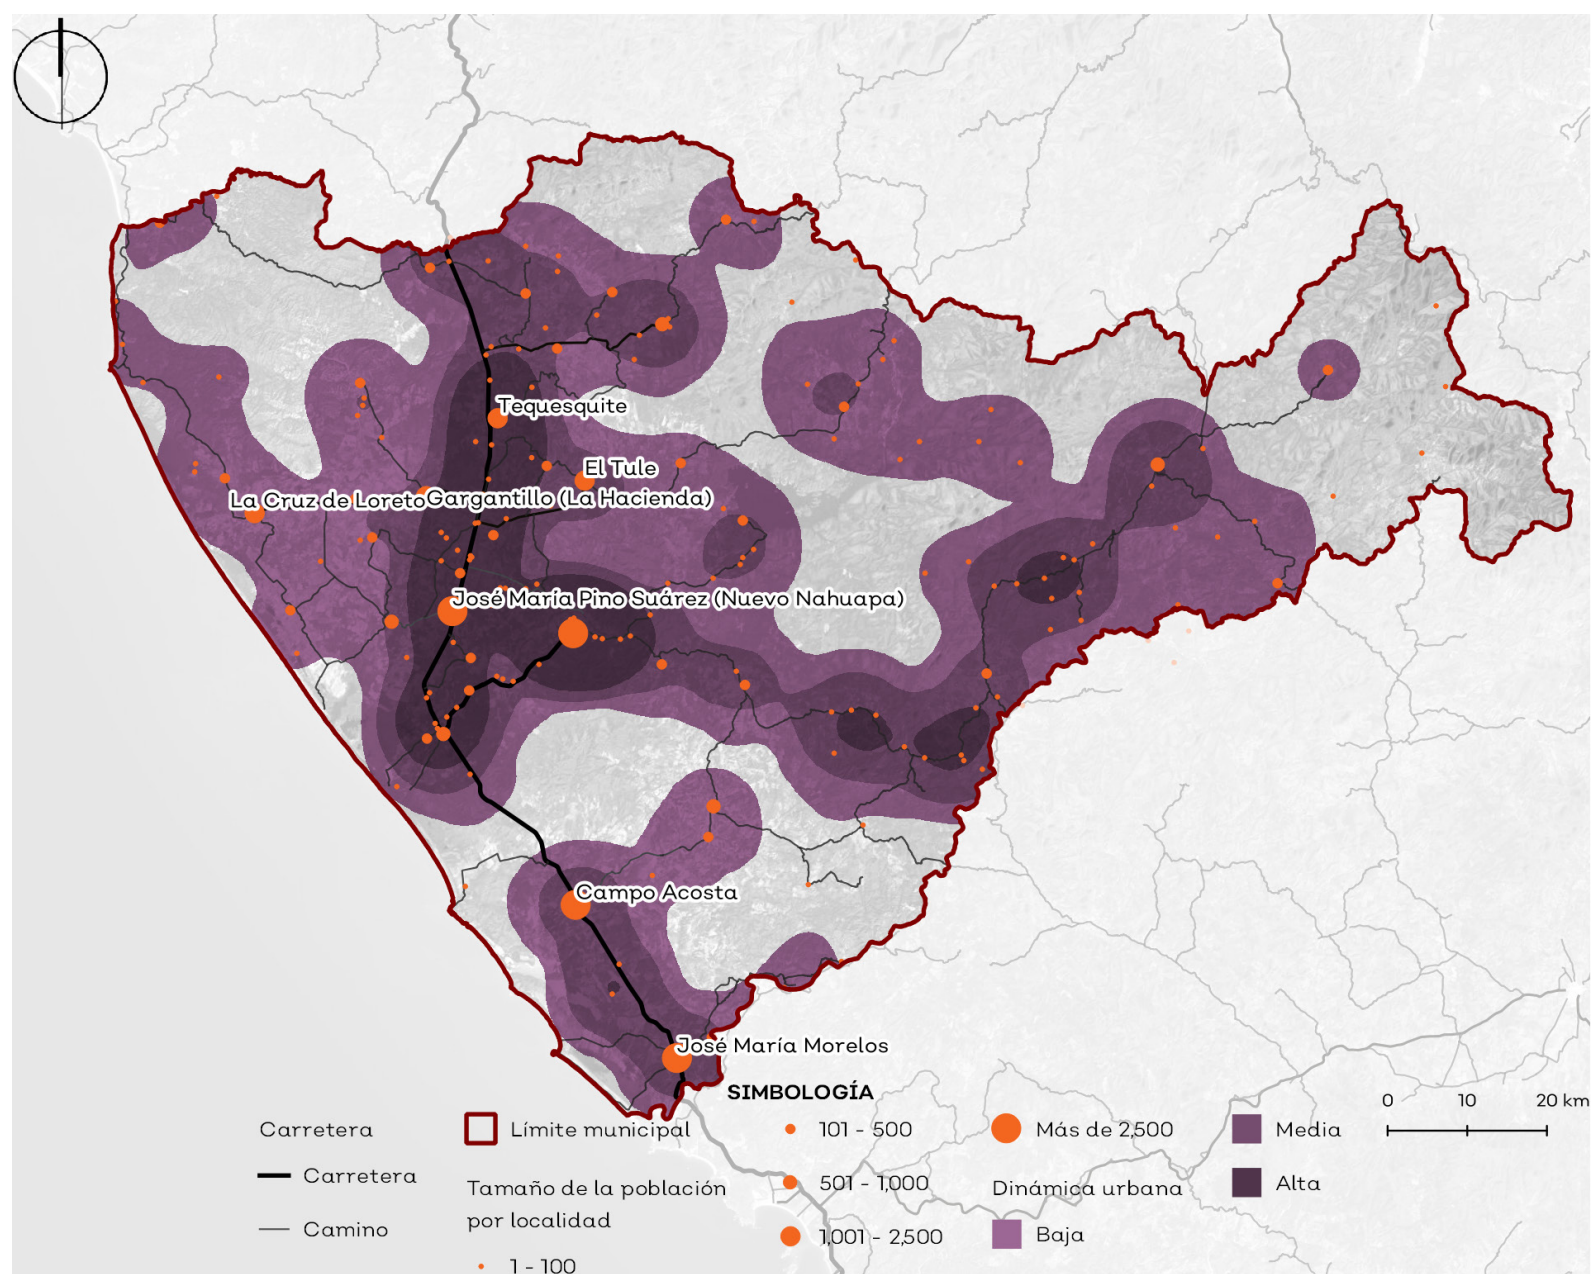 Tequesquite
El Tule
La Cruz de Loreto
Gargantillo (La Hacienda)
José María Pino Suárez (Nuevo Nahuapa)
Campo Acosta
José María Morelos
SIMBOLOGÍA
Carretera
Carretera
Camino
Límite municipal
Tamaño de la población
por localidad
1 - 100
101 - 500
501 - 1,000
1,001 - 2,500
Más de 2,500
Dinámica urbana
Baja
Media
Alta
0 10 20 km